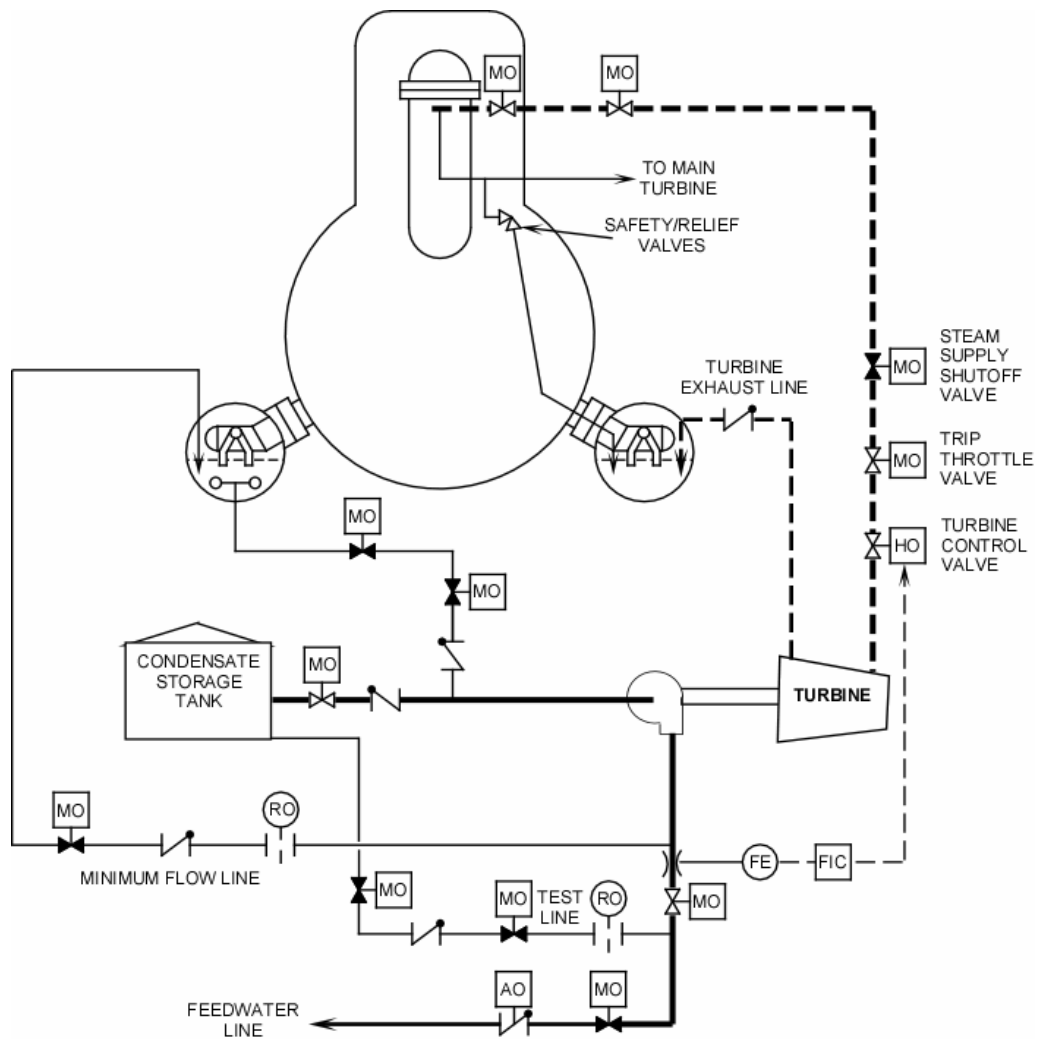 MO
MO
TO MAIN
TURBINE
SAFETY/RELIEF
VALVES
TURBINE
EXHAUST LINE
MO
STEAM
SUPPLY
SHUTOFF
VALVE
MO
TRIP
THROTTLE
VALVE
HO
TURBINE
CONTROL
VALVE
MO
MO
CONDENSATE
STORAGE
TANK
MO
TURBINE
MO
RO
MINIMUM FLOW LINE
FE
FIC
MO
MO
TEST
LINE
RO
MO
AO
MO
FEEDWATER
LINE